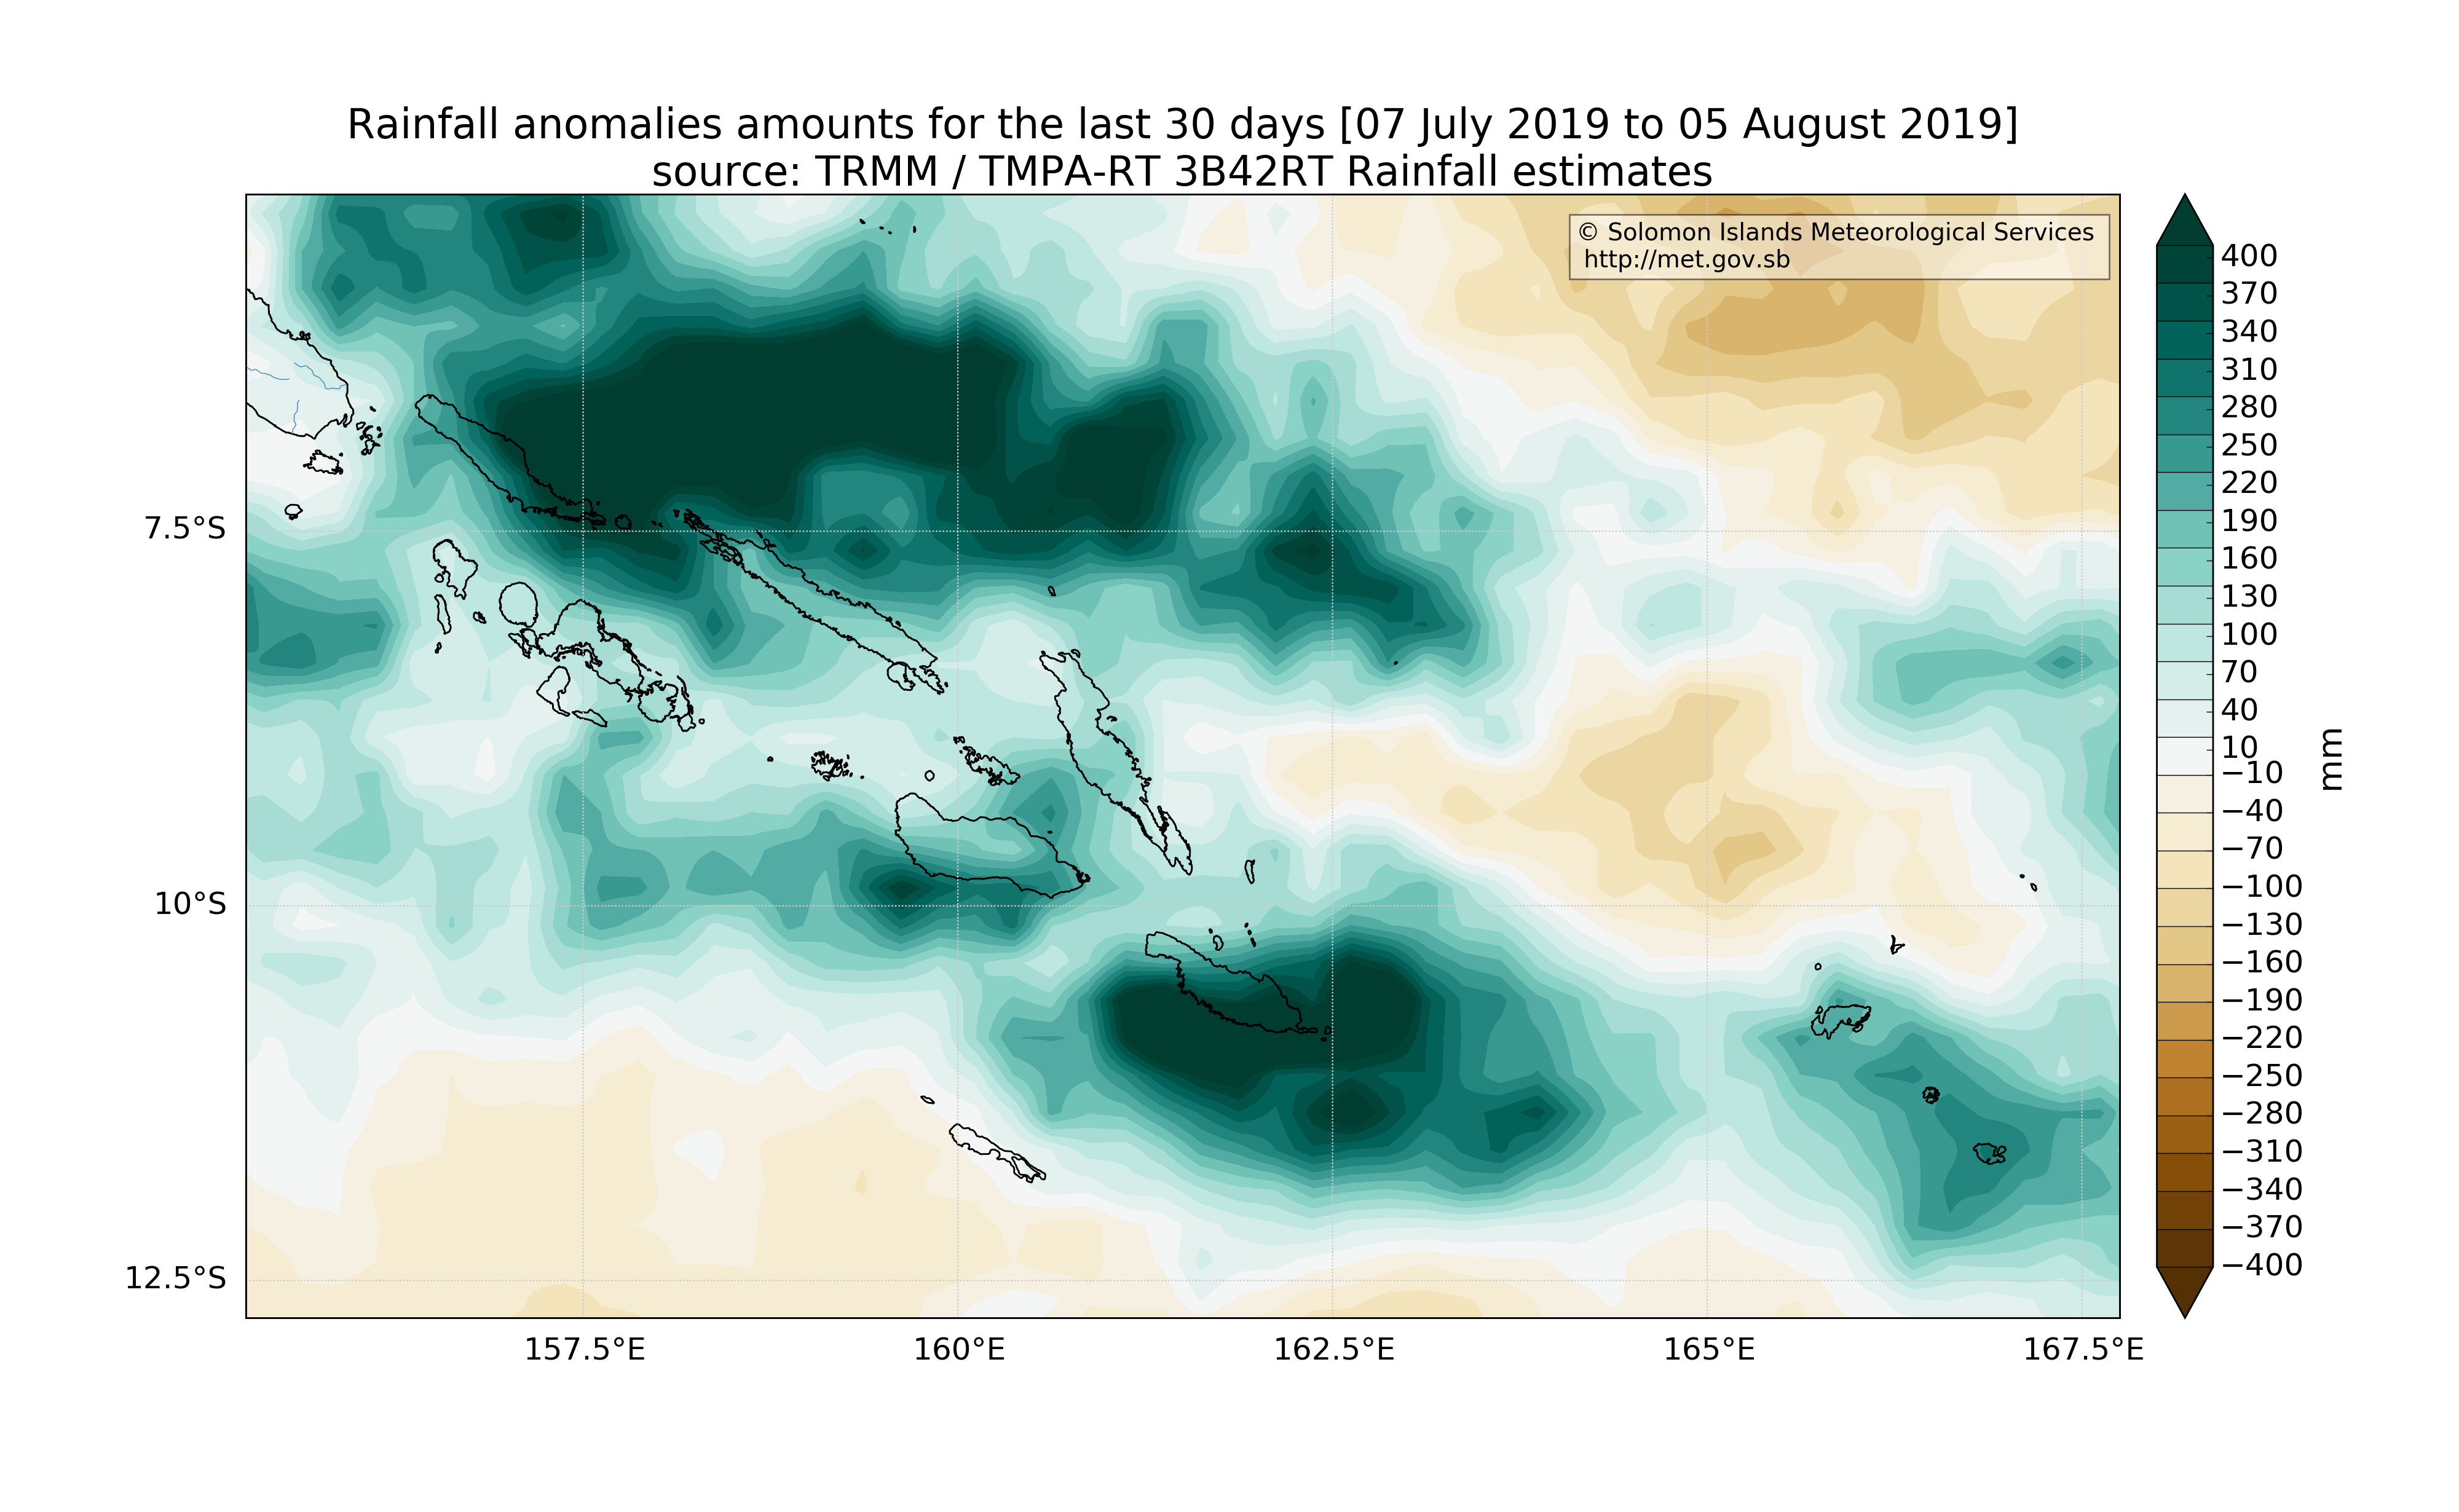 Rainfall anomalies amounts for the last 30 days [07 July 2019 to 05 August 2019]
source: TRMM / TMPA-RT 3B42RT Rainfall estimates
© Solomon Islands Meteorological Services
http://met.gov.sb
7.5°S
10°S
12.5°S
157.5°E
160°E
162.5°E
165°E
167.5°E
400
370
340
310
280
250
220
190
160
130
100
70
40
10
−10
−40
−70
−100
−130
−160
−190
−220
−250
−280
−310
−340
−370
−400
mm